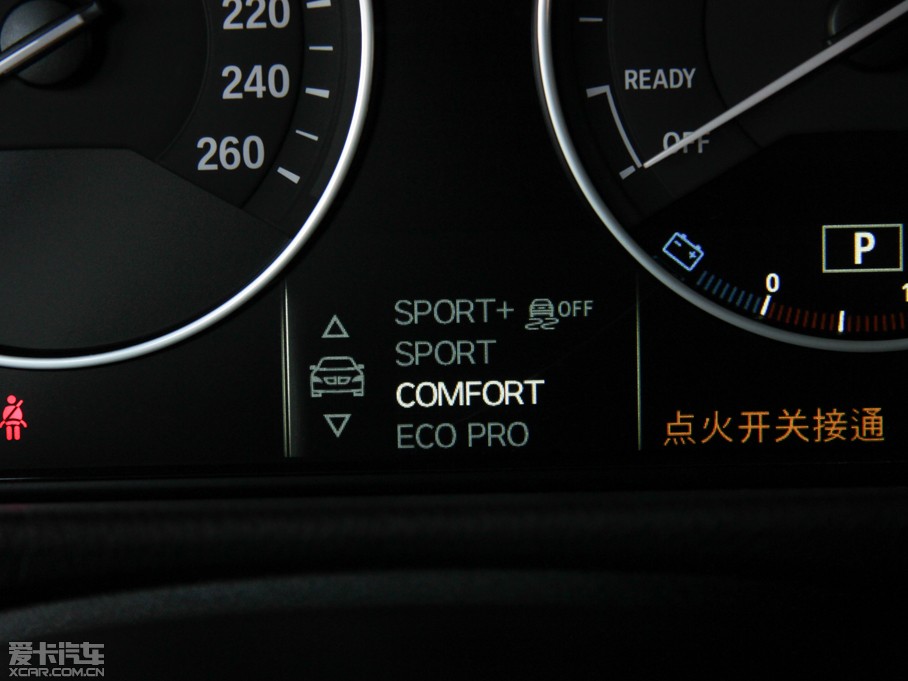 220
240
260
READY
OFF
P
0
1
SPORT+ OFF
SPORT
COMFORT
ECO PRO
点火开关接通
爱卡汽车
XCAR.COM.CN